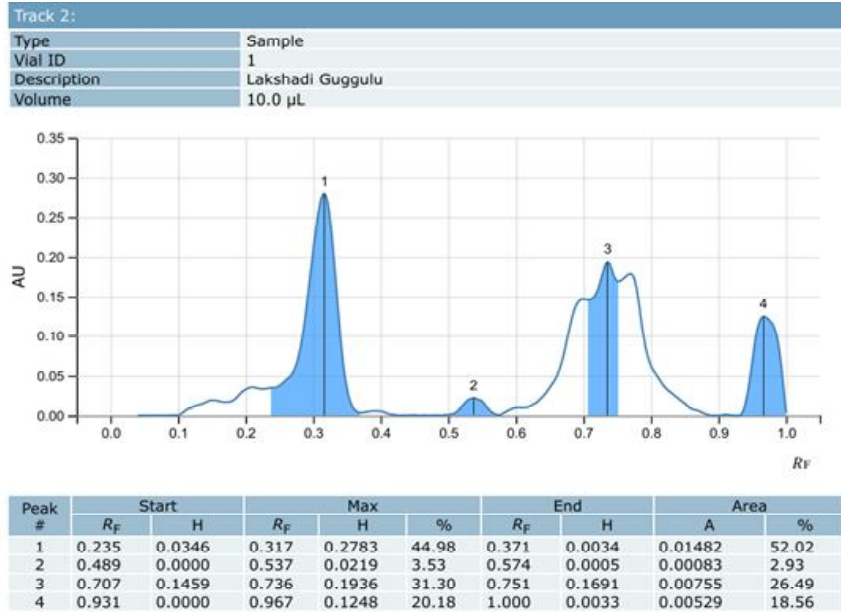 Track 2:
Type Sample
Vial ID 1
Description Lakshadi Guggulu
Volume 10.0 µL
0.35
0.30
0.25
0.20
0.15
0.10
0.05
0.00
AU
1
2
3
4
0.0 0.1 0.2 0.3 0.4 0.5 0.6 0.7 0.8 0.9 1.0
RF
Peak Start Max End Area
# RF H RF H % RF H A %
1 0.235 0.0346 0.317 0.2783 44.98 0.371 0.0034 0.01482 52.02
2 0.489 0.0000 0.537 0.0219 3.53 0.574 0.0005 0.00083 2.93
3 0.707 0.1459 0.736 0.1936 31.30 0.751 0.1691 0.00755 26.49
4 0.931 0.0000 0.967 0.1248 20.18 1.000 0.0033 0.00529 18.56